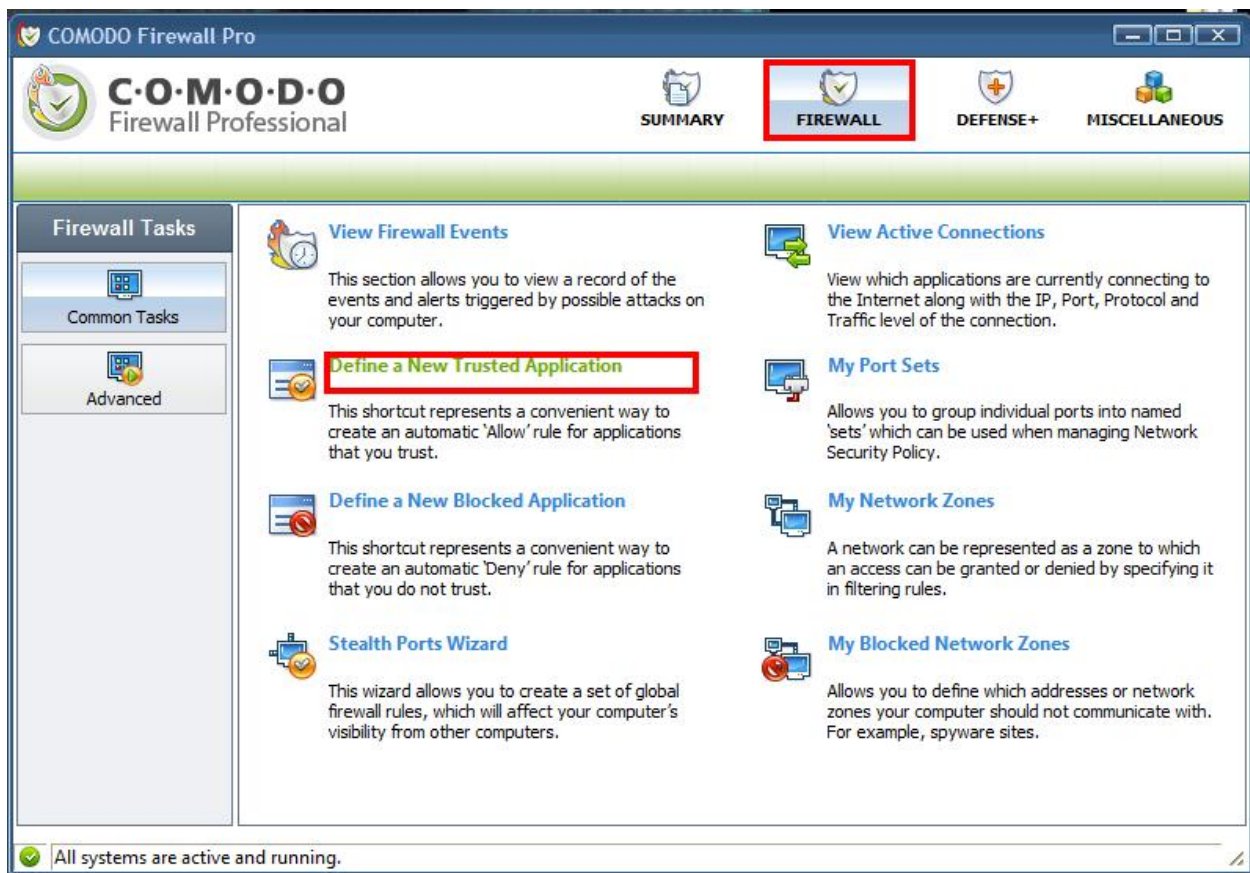 COMODO Firewall Pro
C·O·M·O·D·O
Firewall Professional
SUMMARY
FIREWALL
DEFENSE+
MISCELLANEOUS
Firewall Tasks
Common Tasks
Advanced
View Firewall Events
This section allows you to view a record of the
events and alerts triggered by possible attacks on
your computer.
View Active Connections
View which applications are currently connecting to
the Internet along with the IP, Port, Protocol and
Traffic level of the connection.
Define a New Trusted Application
This shortcut represents a convenient way to
create an automatic 'Allow' rule for applications
that you trust.
My Port Sets
Allows you to group individual ports into named
'sets' which can be used when managing Network
Security Policy.
Define a New Blocked Application
This shortcut represents a convenient way to
create an automatic 'Deny' rule for applications
that you do not trust.
My Network Zones
A network can be represented as a zone to which
an access can be granted or denied by specifying it
in filtering rules.
Stealth Ports Wizard
This wizard allows you to create a set of global
firewall rules, which will affect your computer's
visibility from other computers.
My Blocked Network Zones
Allows you to define which addresses or network
zones your computer should not communicate with.
For example, spyware sites.
All systems are active and running.